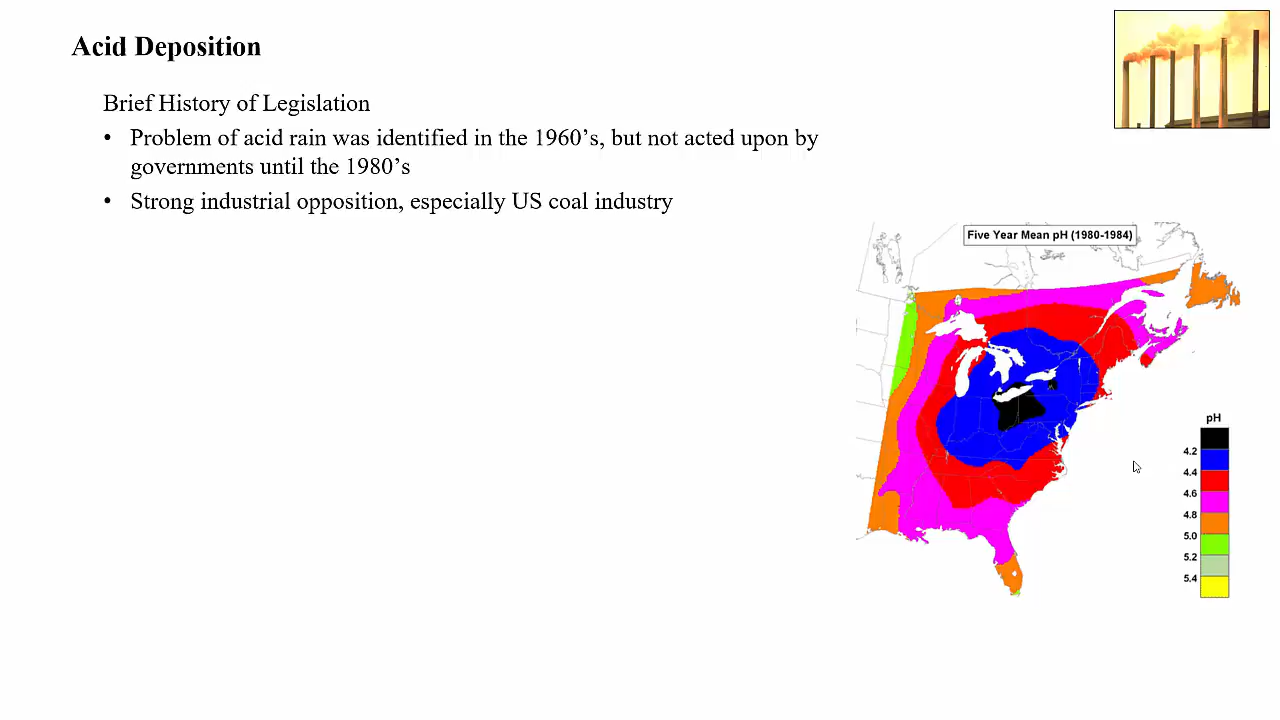 Acid Deposition
Brief History of Legislation
• Problem of acid rain was identified in the 1960’s, but not acted upon by
governments until the 1980’s
• Strong industrial opposition, especially US coal industry
Five Year Mean pH (1980-1984)
pH
4.2
4.4
4.6
4.8
5.0
5.2
5.4